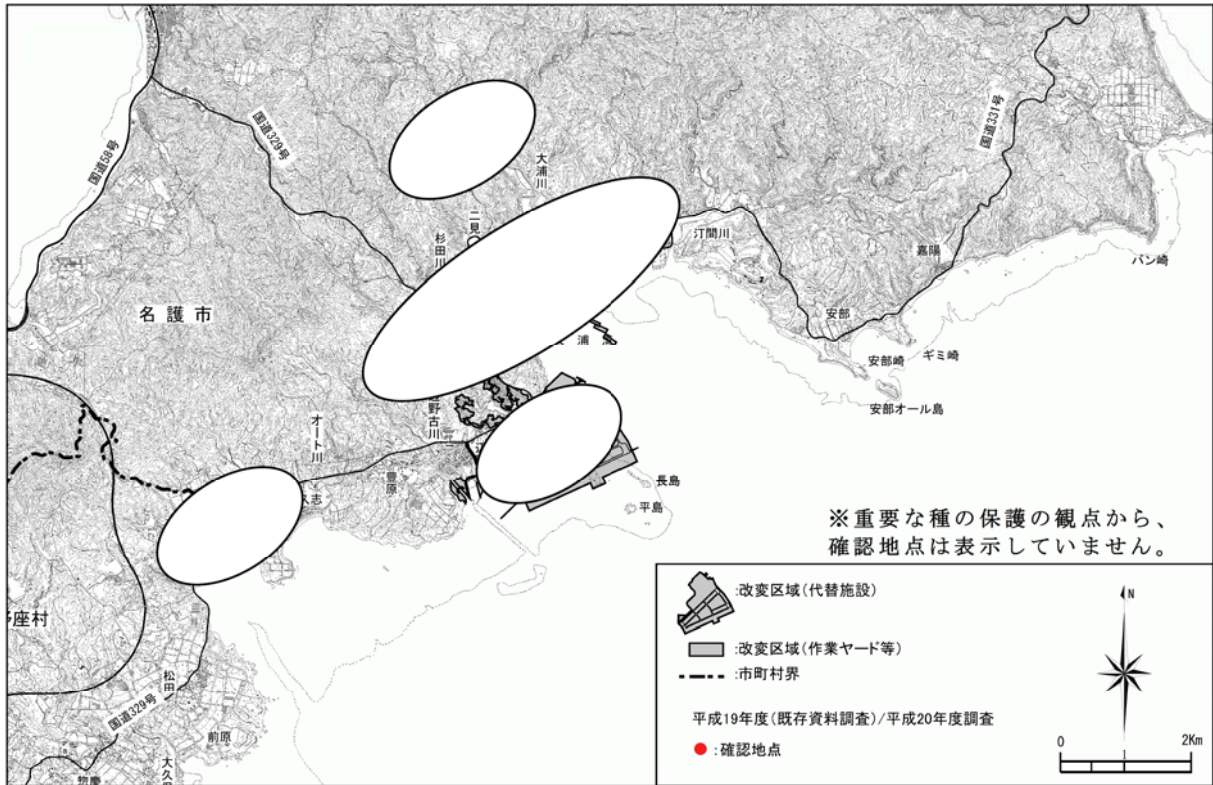 国道58号
国道329号
大浦川
国道331号
二見
杉田川
汀間川
嘉陽
バン崎
名護市
安部
安部崎
ギミ崎
安部オール島
野古川
オート川
豊原
久志
長島
平島
※重要な種の保護の観点から、
確認地点は表示していません。
座村
松田
国道329号
前原
大久
惣慶
:改変区域(代替施設)
:改変区域(作業ヤード等)
:市町村界
平成19年度(既存資料調査)/平成20年度調査
:確認地点
N
0 1 2Km